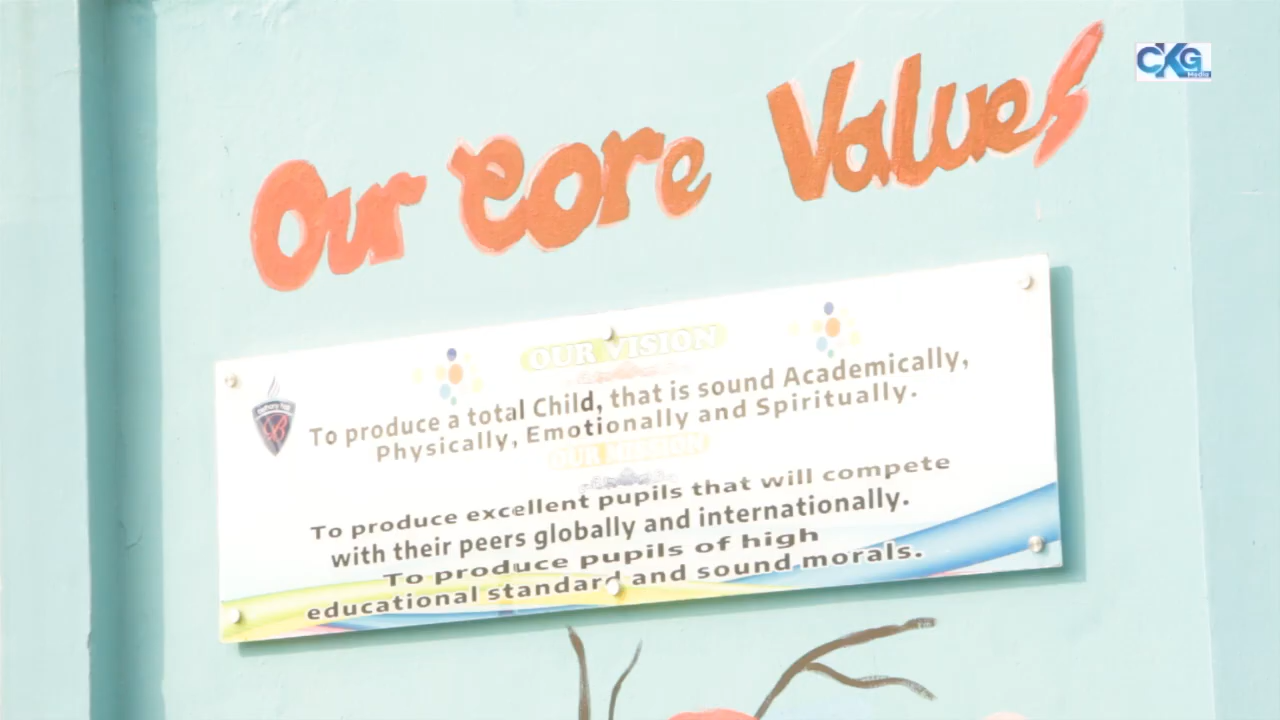 Our Core Values
CKG
Media
OUR VISION
To produce a total Child, that is sound Academically,
Physically, Emotionally and Spiritually.
OUR MISSION
To produce excellent pupils that will compete
with their peers globally and internationally.
To produce pupils of high
educational standard and sound morals.